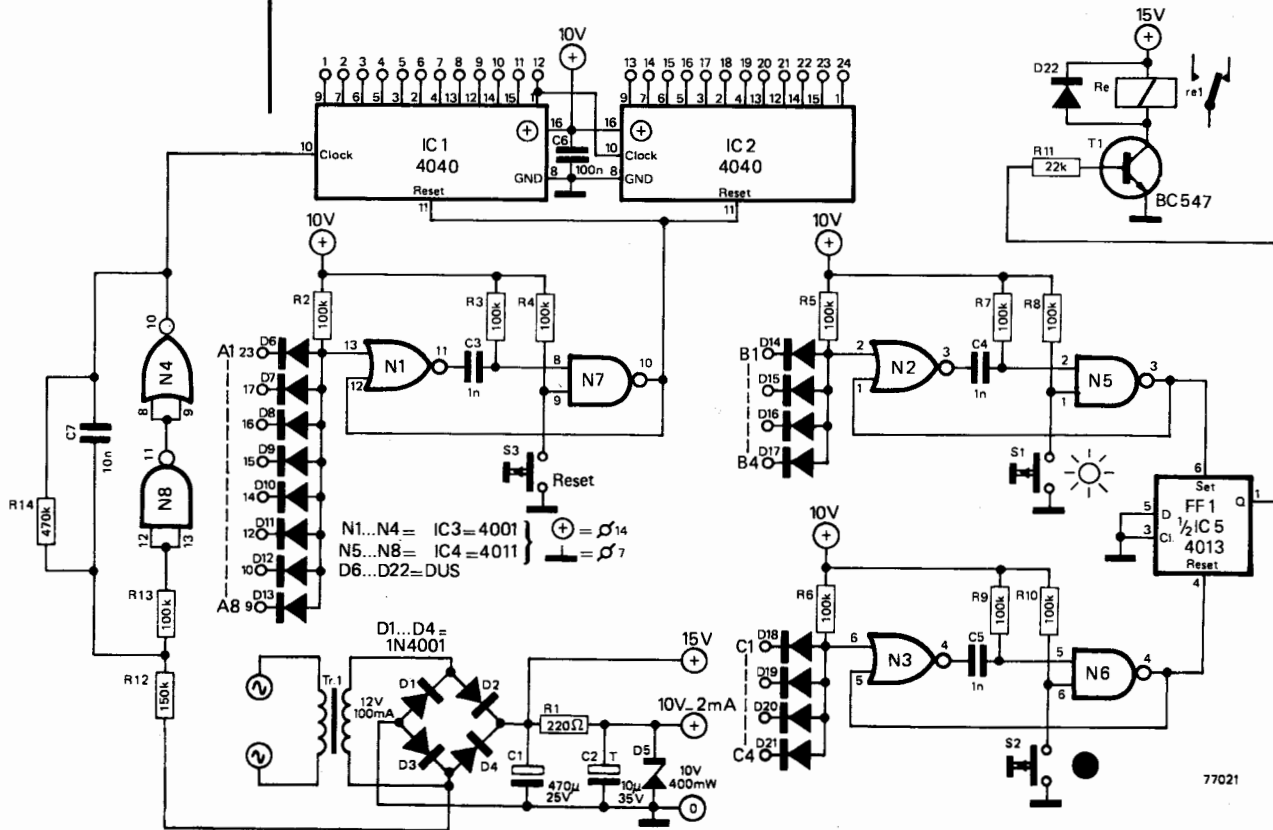 10V
15V
1 2 3 4 5 6 7 8 9 10 11 12
13 14 15 16 17 18 19 20 21 22 23 24
9 7 6 5 3 2 4 13 12 14 15 1
9 7 6 5 3 2 4 13 12 14 15 1
D22
Re
re1
10 Clock
IC 1
4040
16
16
C6
100n
10 Clock
IC 2
4040
GND 8
8 GND
Reset
11
Reset
11
R11
22k
T1
BC547
10V
10V
R2
100k
R3
100k
R4
100k
R5
100k
R7
100k
R8
100k
10
N4
8 9
C7
10n
11
N8
12 13
R14
470k
R13
100k
R12
150k
A1 23 D6
17 D7
16 D8
15 D9
14 D10
12 D11
10 D12
A8 9 D13
13
12
N1
11
C3
1n
8
9
N7
10
S3
Reset
B1 D14
D15
D16
B4 D17
2
1
N2
3
C4
1n
2
1
N5
3
S1
N1...N4= IC3=4001
N5...N8= IC4=4011
D6...D22=DUS
+ = ø14
= ø7
6
Set
5 D
3 Cl.
FF1
½IC 5
4013
Q 1
Reset
4
10V
R6
100k
R9
100k
R10
100k
C1 D18
D19
D20
C4 D21
6
5
N3
4
C5
1n
5
6
N6
4
S2
D1...D4=
1N4001
Tr.1
12V
100mA
D1
D2
D3
D4
15V
R1
220Ω
10V_2mA
C1
470µ
25V
C2
T
10µ
35V
D5
10V
400mW
0
77021